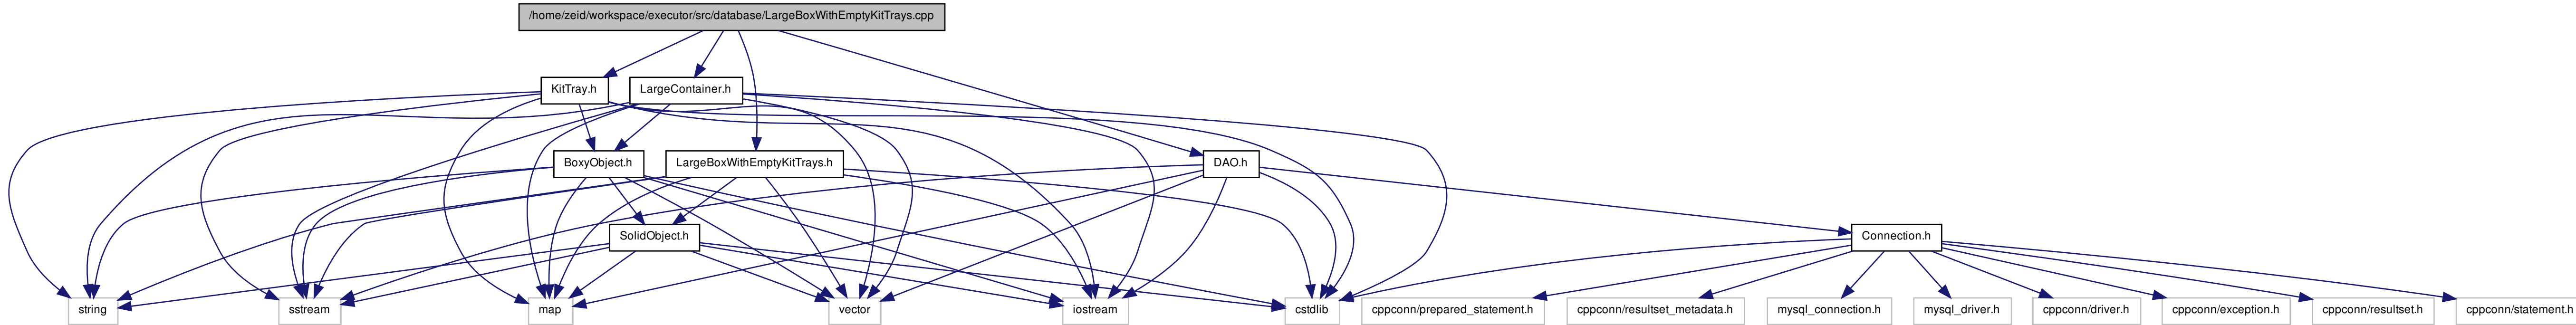 /home/zeid/workspace/executor/src/database/LargeBoxWithEmptyKitTrays.cpp
KitTray.h
LargeContainer.h
BoxyObject.h
LargeBoxWithEmptyKitTrays.h
DAO.h
SolidObject.h
Connection.h
string
sstream
map
vector
iostream
cstdlib
cppconn/prepared_statement.h
cppconn/resultset_metadata.h
mysql_connection.h
mysql_driver.h
cppconn/driver.h
cppconn/exception.h
cppconn/resultset.h
cppconn/statement.h